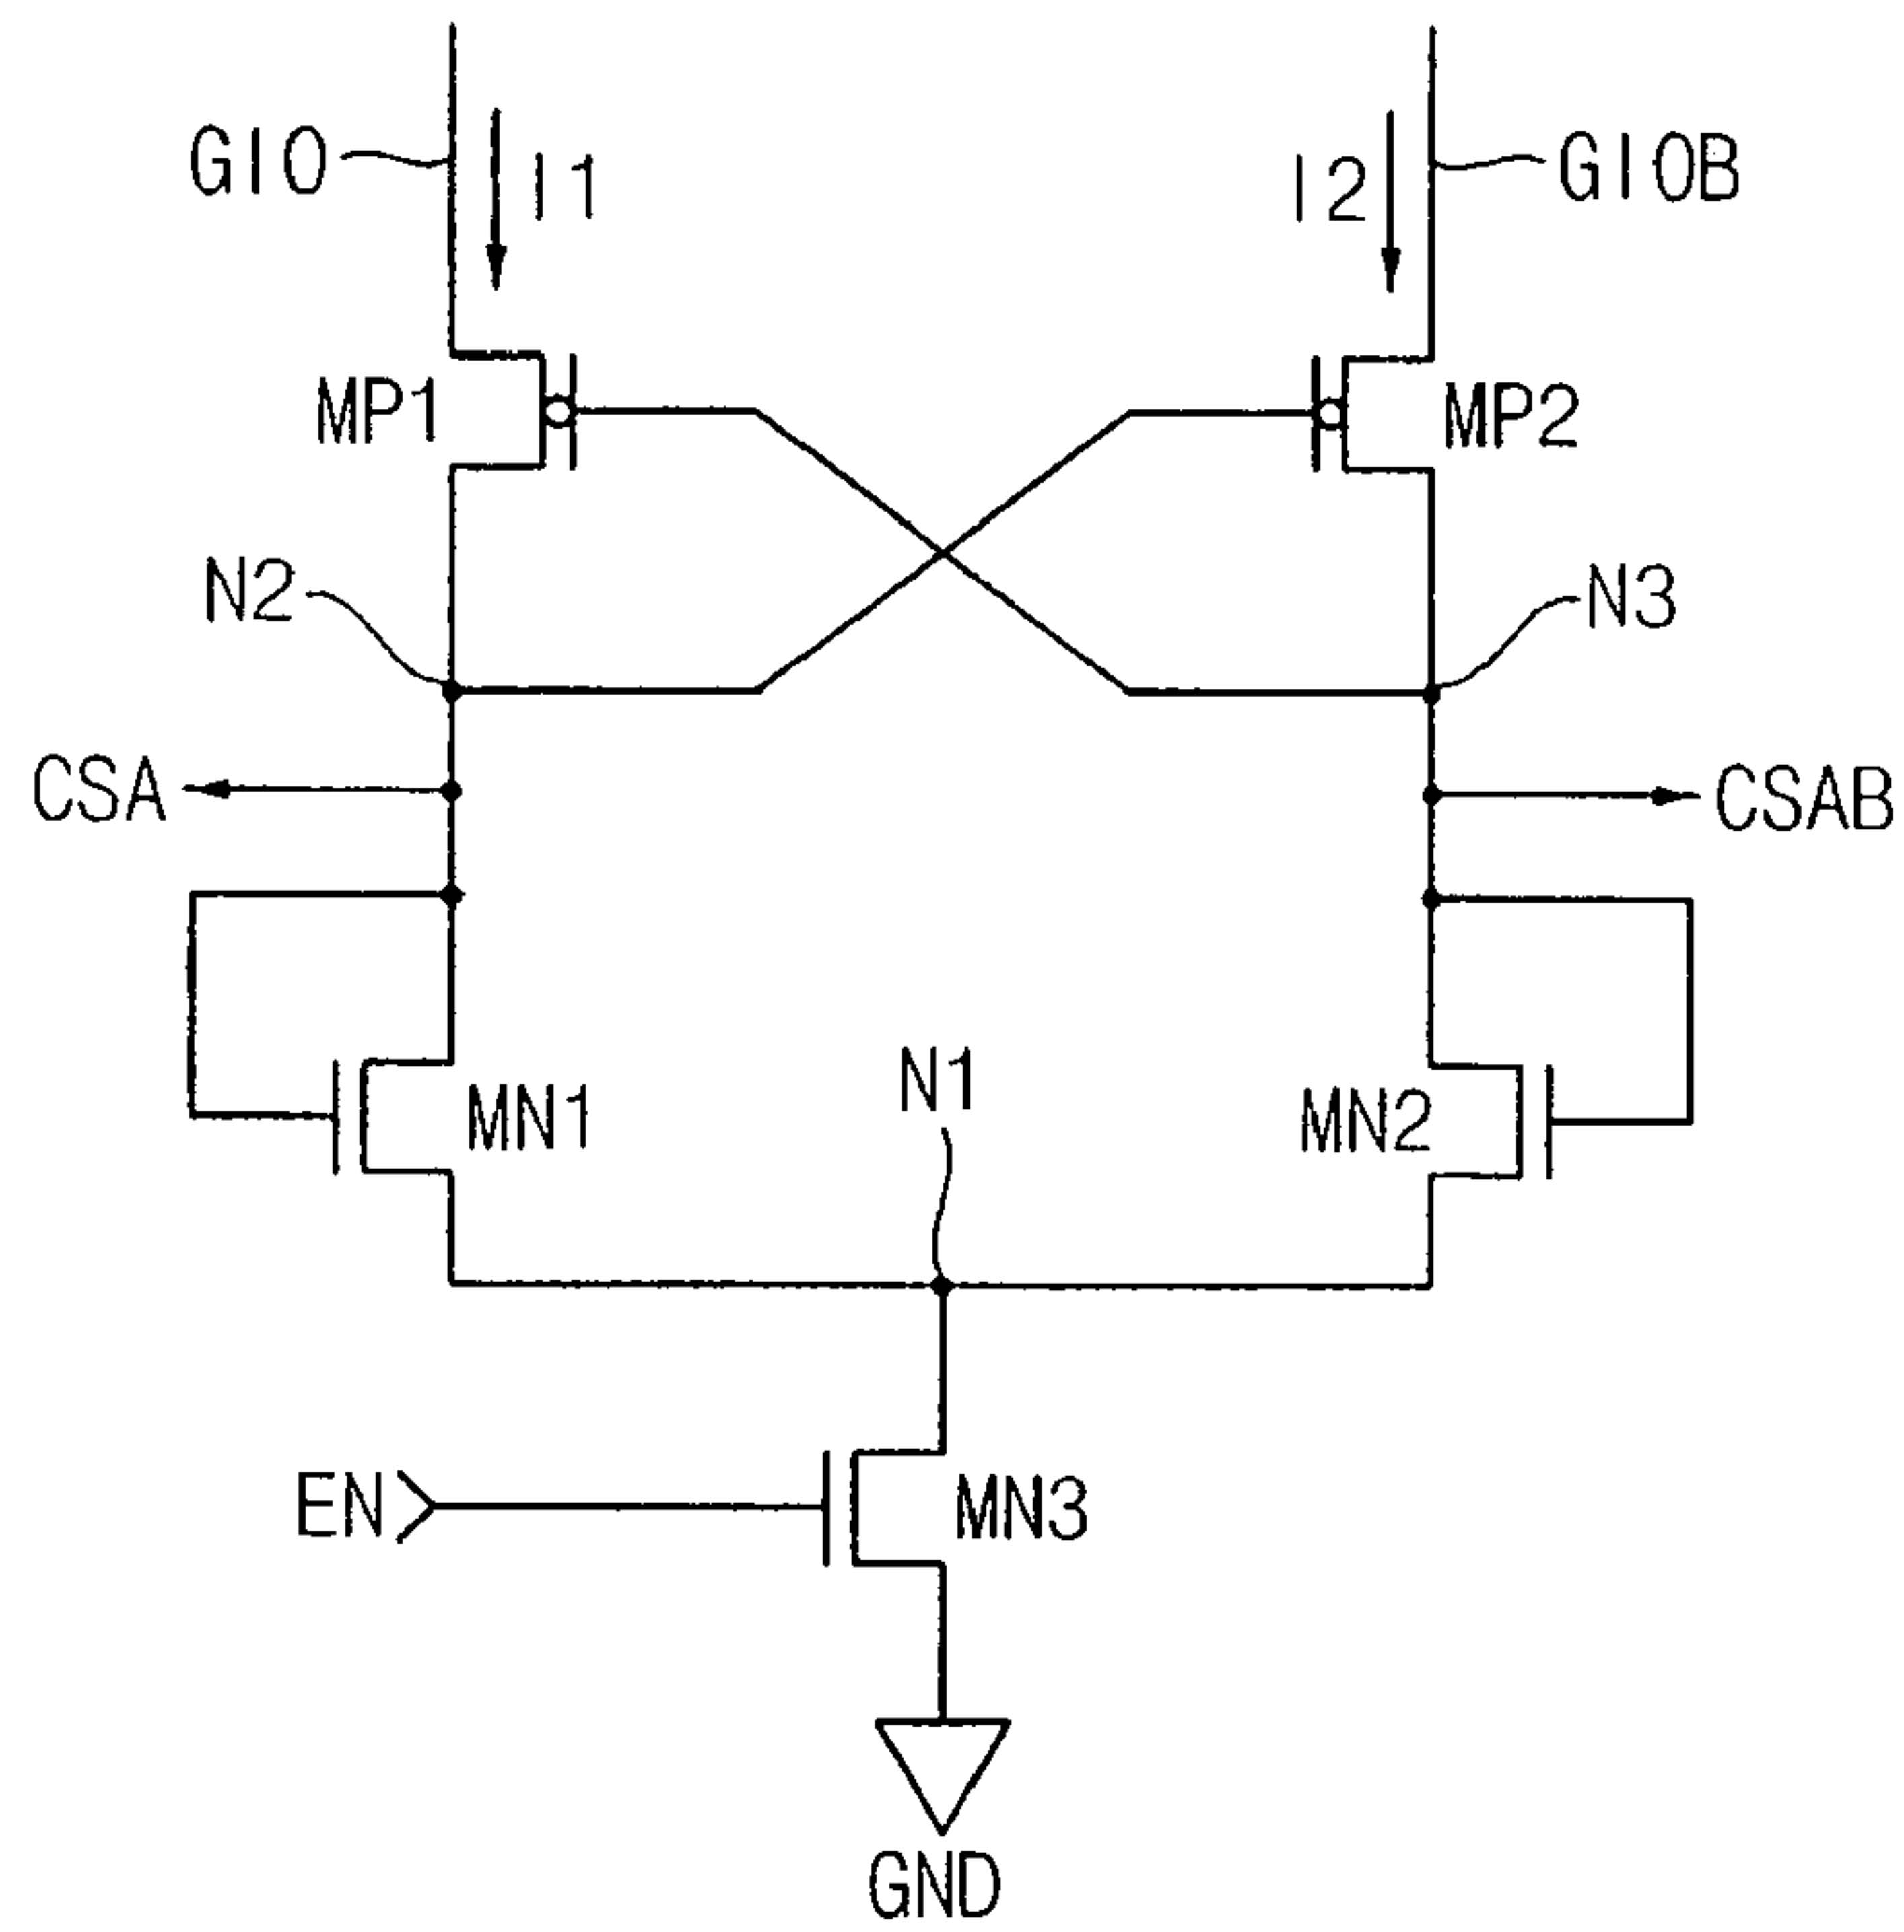 GIO
I1
I2
GIOB
MP1
MP2
N2
N3
CSA
CSAB
MN1
N1
MN2
EN
MN3
GND